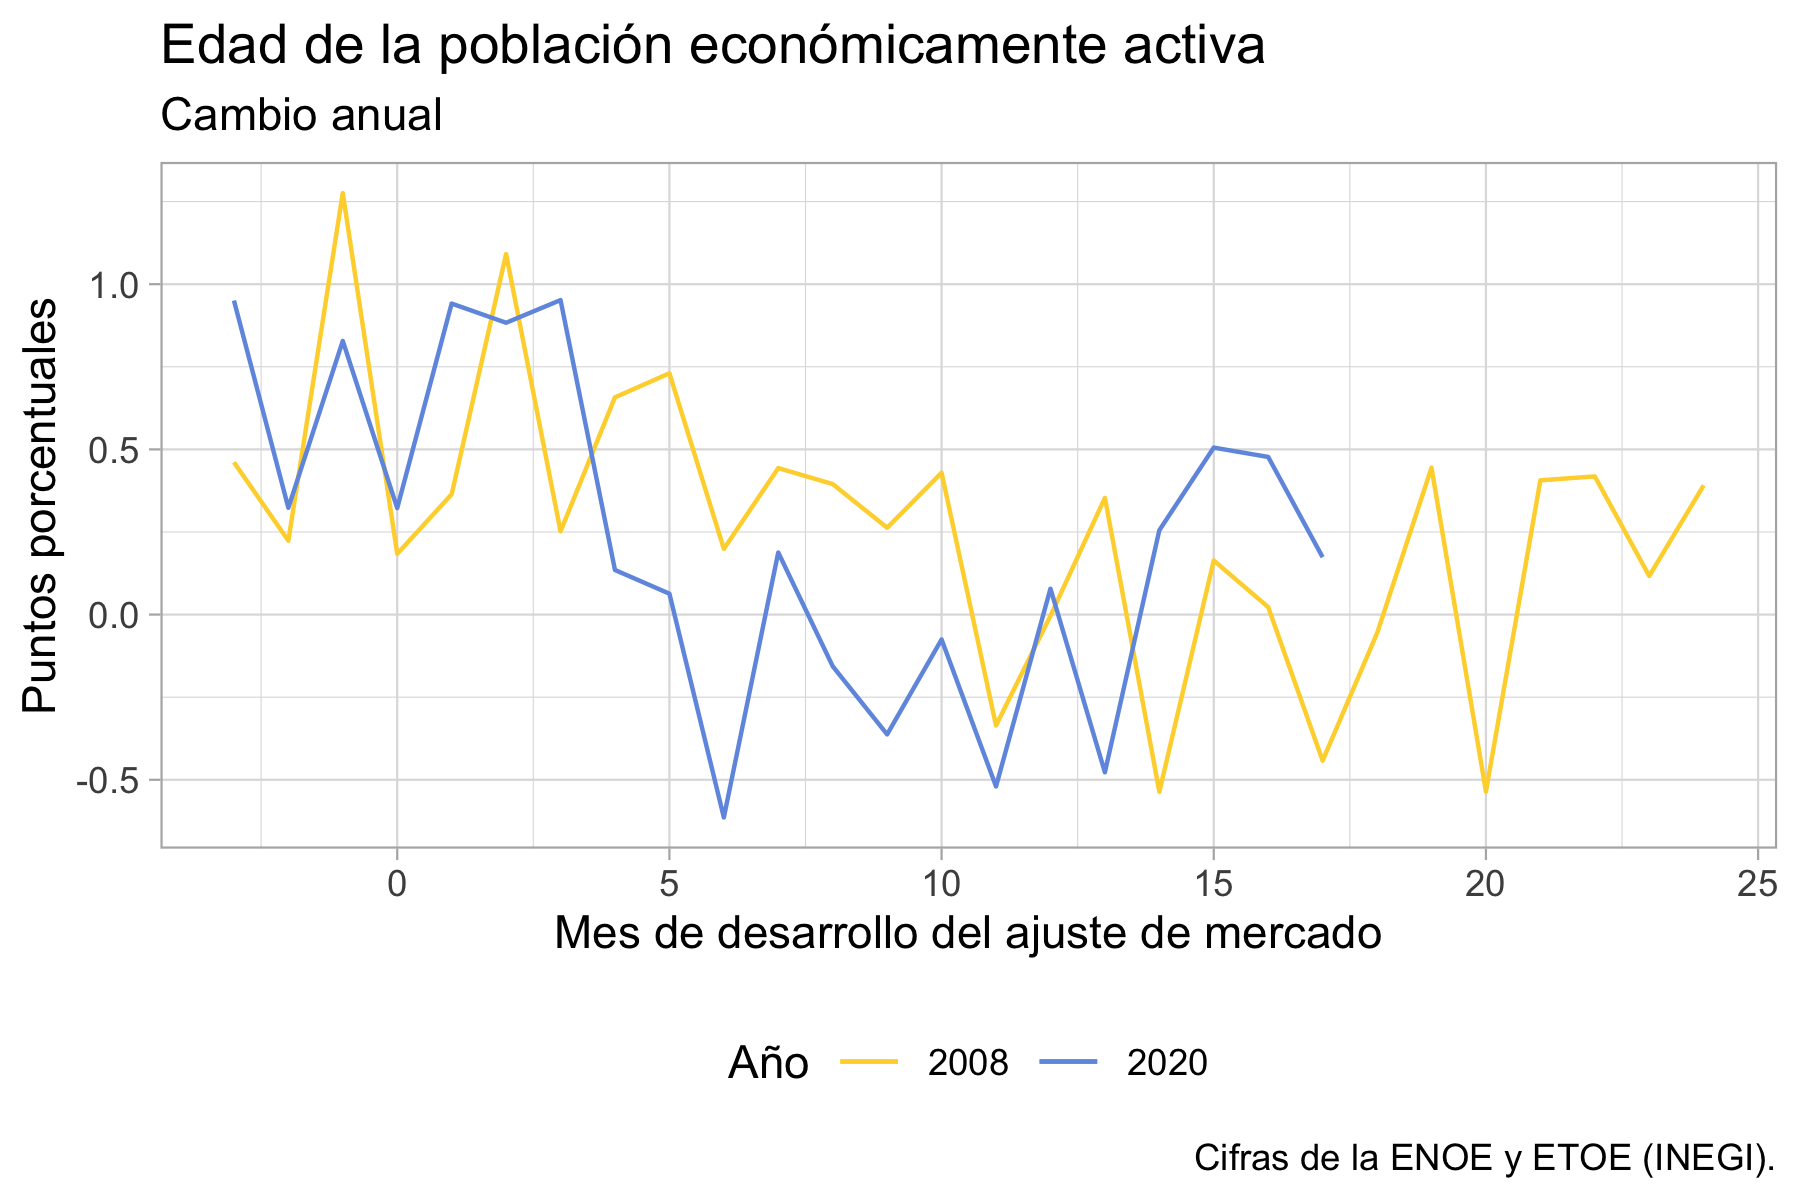 Edad de la población económicamente activa
Cambio anual
Puntos porcentuales
1.0
0.5
0.0
-0.5
0 5 10 15 20 25
Mes de desarrollo del ajuste de mercado
Año 2008 2020
Cifras de la ENOE y ETOE (INEGI).